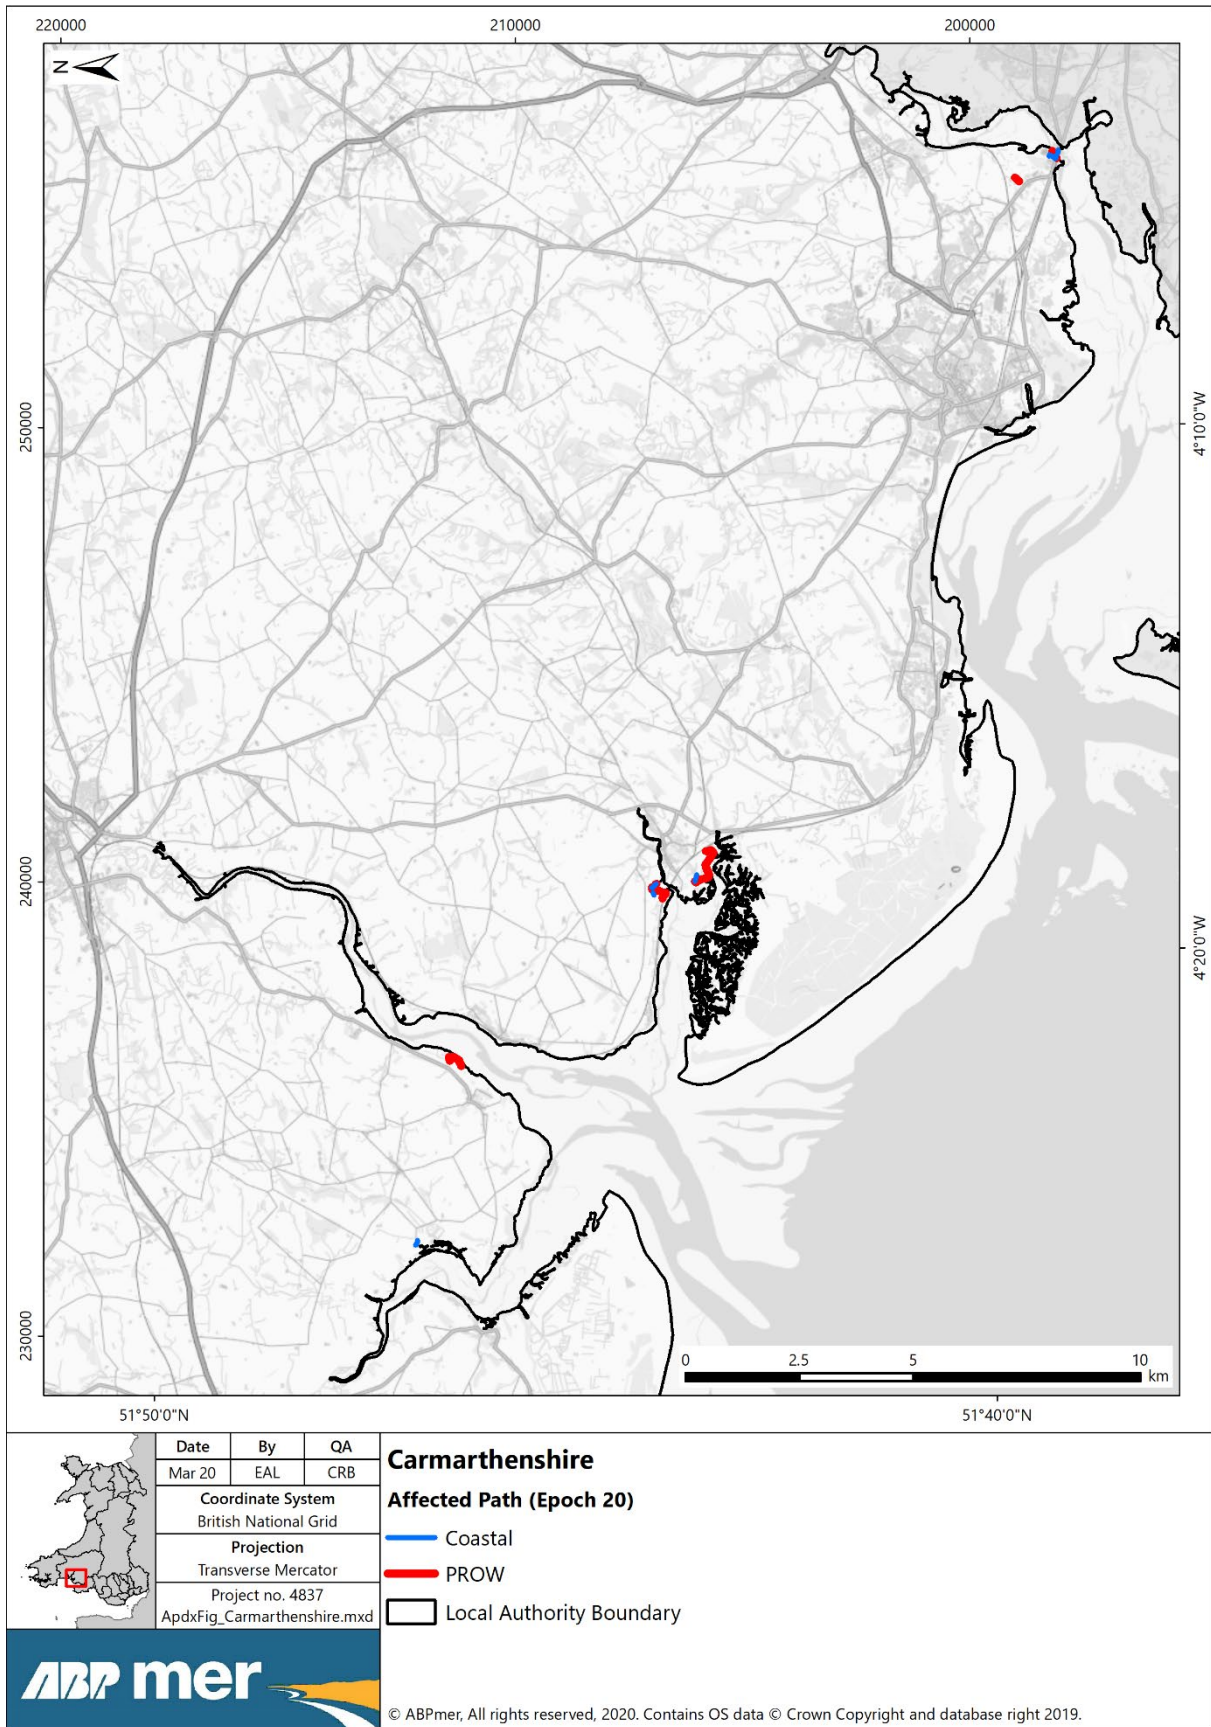 220000
210000
200000
N
250000
240000
230000
4°10'0"W
4°20'0"W
0
2.5
5
10
km
51°50'0"N
51°40'0"N
Date
By
QA
Mar 20
EAL
CRB
Coordinate System
British National Grid
Projection
Transverse Mercator
Project no. 4837
ApdxFig_Carmarthenshire.mxd
ABP mer
Carmarthenshire
Affected Path (Epoch 20)
Coastal
PROW
Local Authority Boundary
© ABPmer, All rights reserved, 2020. Contains OS data © Crown Copyright and database right 2019.